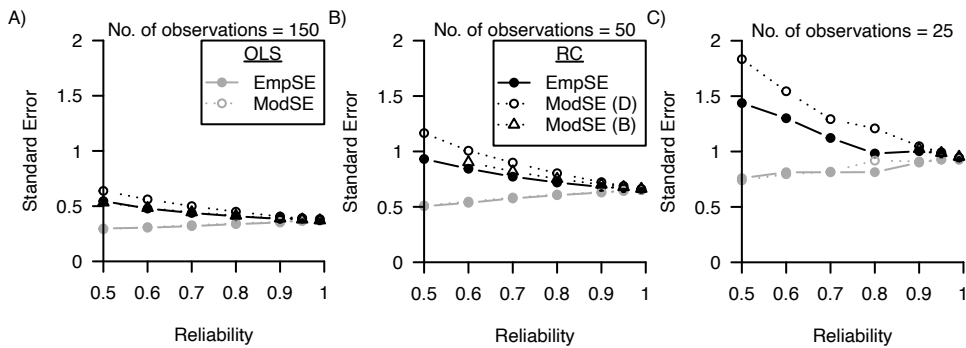 A)
No. of observations = 150
OLS
EmpSE
ModSE
Standard Error
2
1.5
1
0.5
0
0.5 0.6 0.7 0.8 0.9 1
Reliability
B)
No. of observations = 50
RC
EmpSE
ModSE (D)
ModSE (B)
Standard Error
2
1.5
1
0.5
0
0.5 0.6 0.7 0.8 0.9 1
Reliability
C)
No. of observations = 25
Standard Error
2
1.5
1
0.5
0
0.5 0.6 0.7 0.8 0.9 1
Reliability